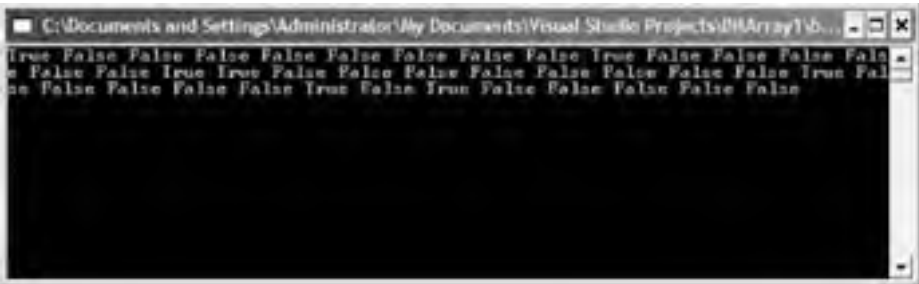 C:\Documents and Settings\Administrator\My Documents\Visual Studio Projects\BitArray1\b...
True False False False False False False False True False False False False Fals
e False False True True False False False False False False False False True Fal
se False False False False True False True False False False False False